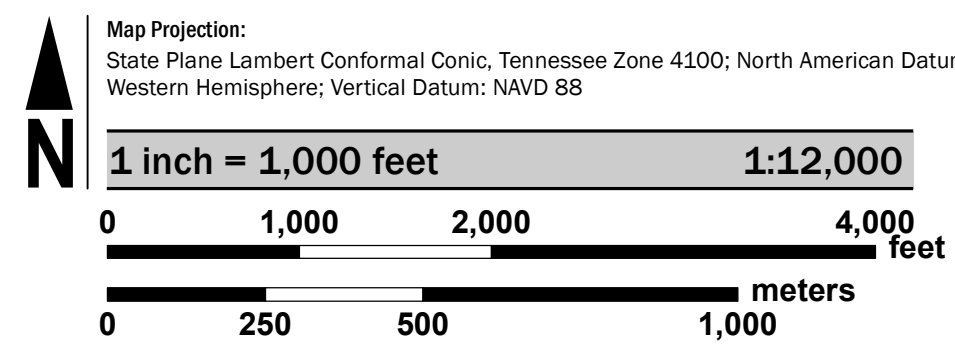 Map Projection:
State Plane Lambert Conformal Conic, Tennessee Zone 4100; North American
Western Hemisphere; Vertical Datum: NAVD 88
N
1 inch = 1,000 feet 1:12,000
0 1,000 2,000 4,000
feet
meters
0 250 500 1,000